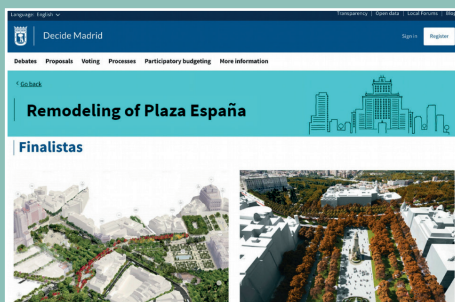 Language: English
Transparency | Open data | Local Forums | Blog
Decide Madrid
Sign in
Register
Debates Proposals Voting Processes Participatory budgeting More information
< Go back
Remodeling of Plaza España
Finalistas